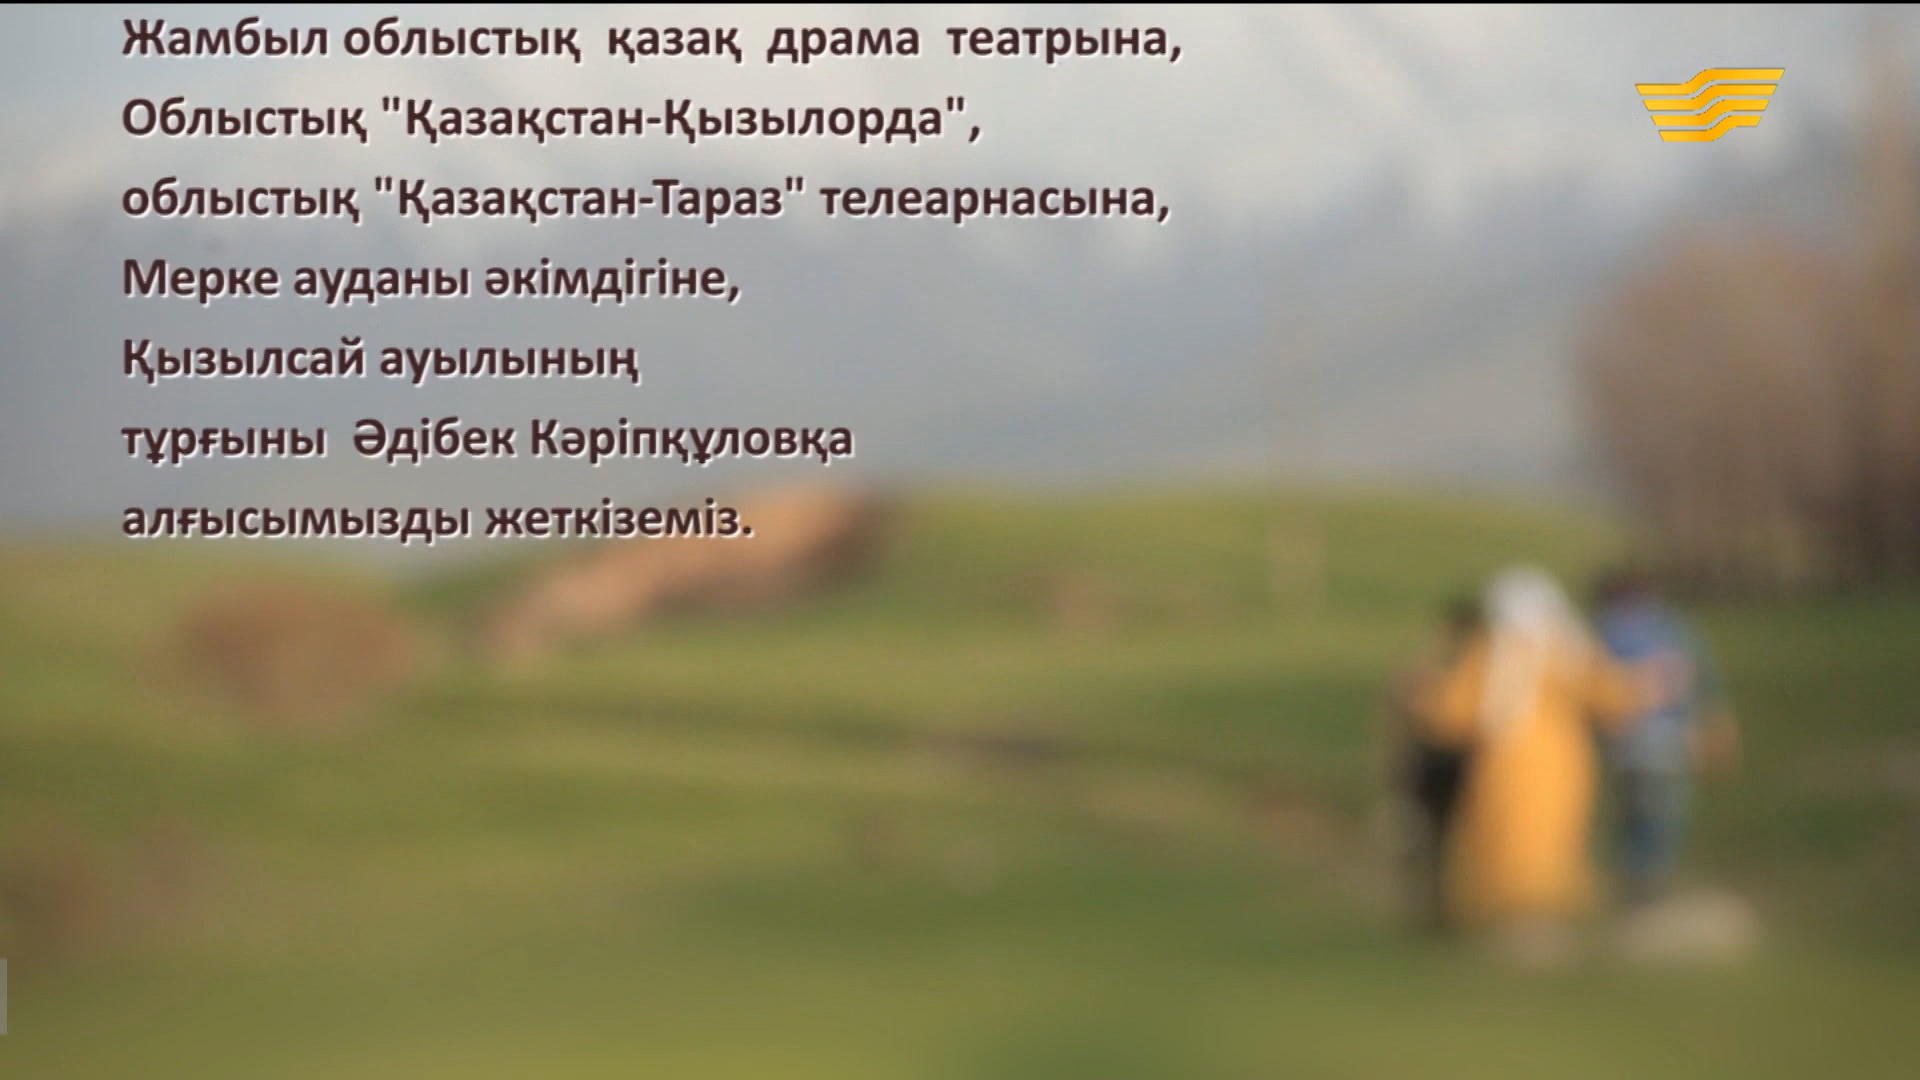 Жамбыл облыстық қазақ драма театрына,
Облыстық "Қазақстан-Қызылорда",
облыстық "Қазақстан-Тараз" телеарнасына,
Мерке ауданы әкімдігіне,
Қызылсай ауылының
тұрғыны Әдібек Кәріпқұловқа
алғысымызды жеткіземіз.